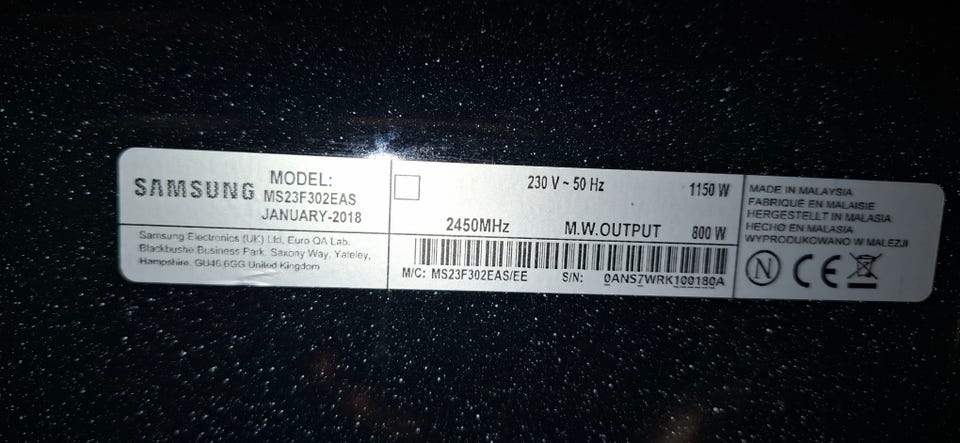 SAMSUNG
MODEL:
MS23F302EAS
JANUARY-2018
Samsung Electronics (UK) Ltd, Euro QA Lab.
Blackbushe Business Park. Saxony Way, Yateley,
Hampshire. GU46 6GG United Kingdom
230 V ~ 50 Hz 1150 W
2450MHz M.W.OUTPUT 800 W
M/C: MS23F302EAS/EE S/N: 0ANS7WRK100180A
MADE IN MALAYSIA
FABRIQUÉ EN MALAISIE
HERGESTELLT IN MALASIA
HECHO EN MALASIA
WYPRODUKOWANO W MALEZJI
N CE